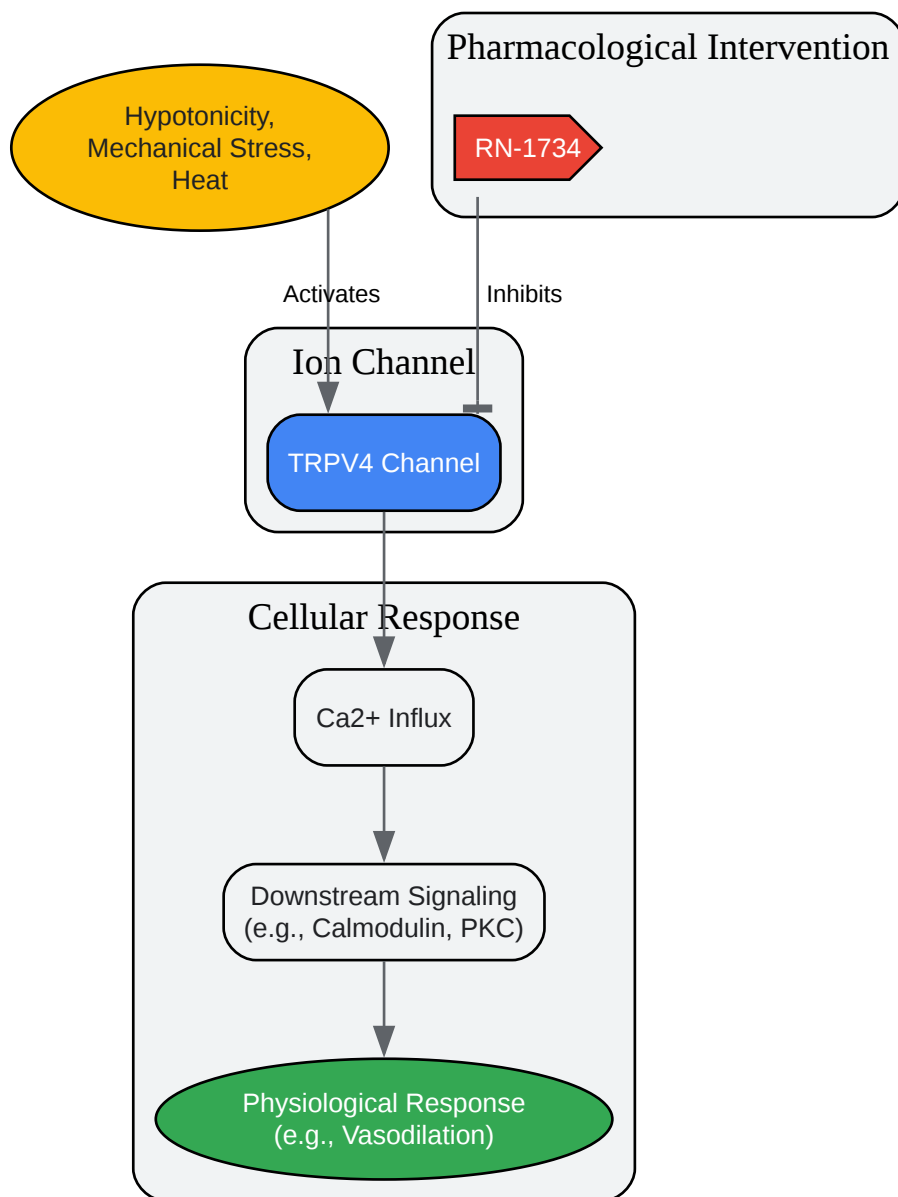 Pharmacological Intervention
Hypotonicity,
Mechanical Stress,
Heat
RN-1734
Activates
Inhibits
Ion Channel
TRPV4 Channel
Cellular Response
Ca2+ Influx
Downstream Signaling
(e.g., Calmodulin, PKC)
Physiological Response
(e.g., Vasodilation)